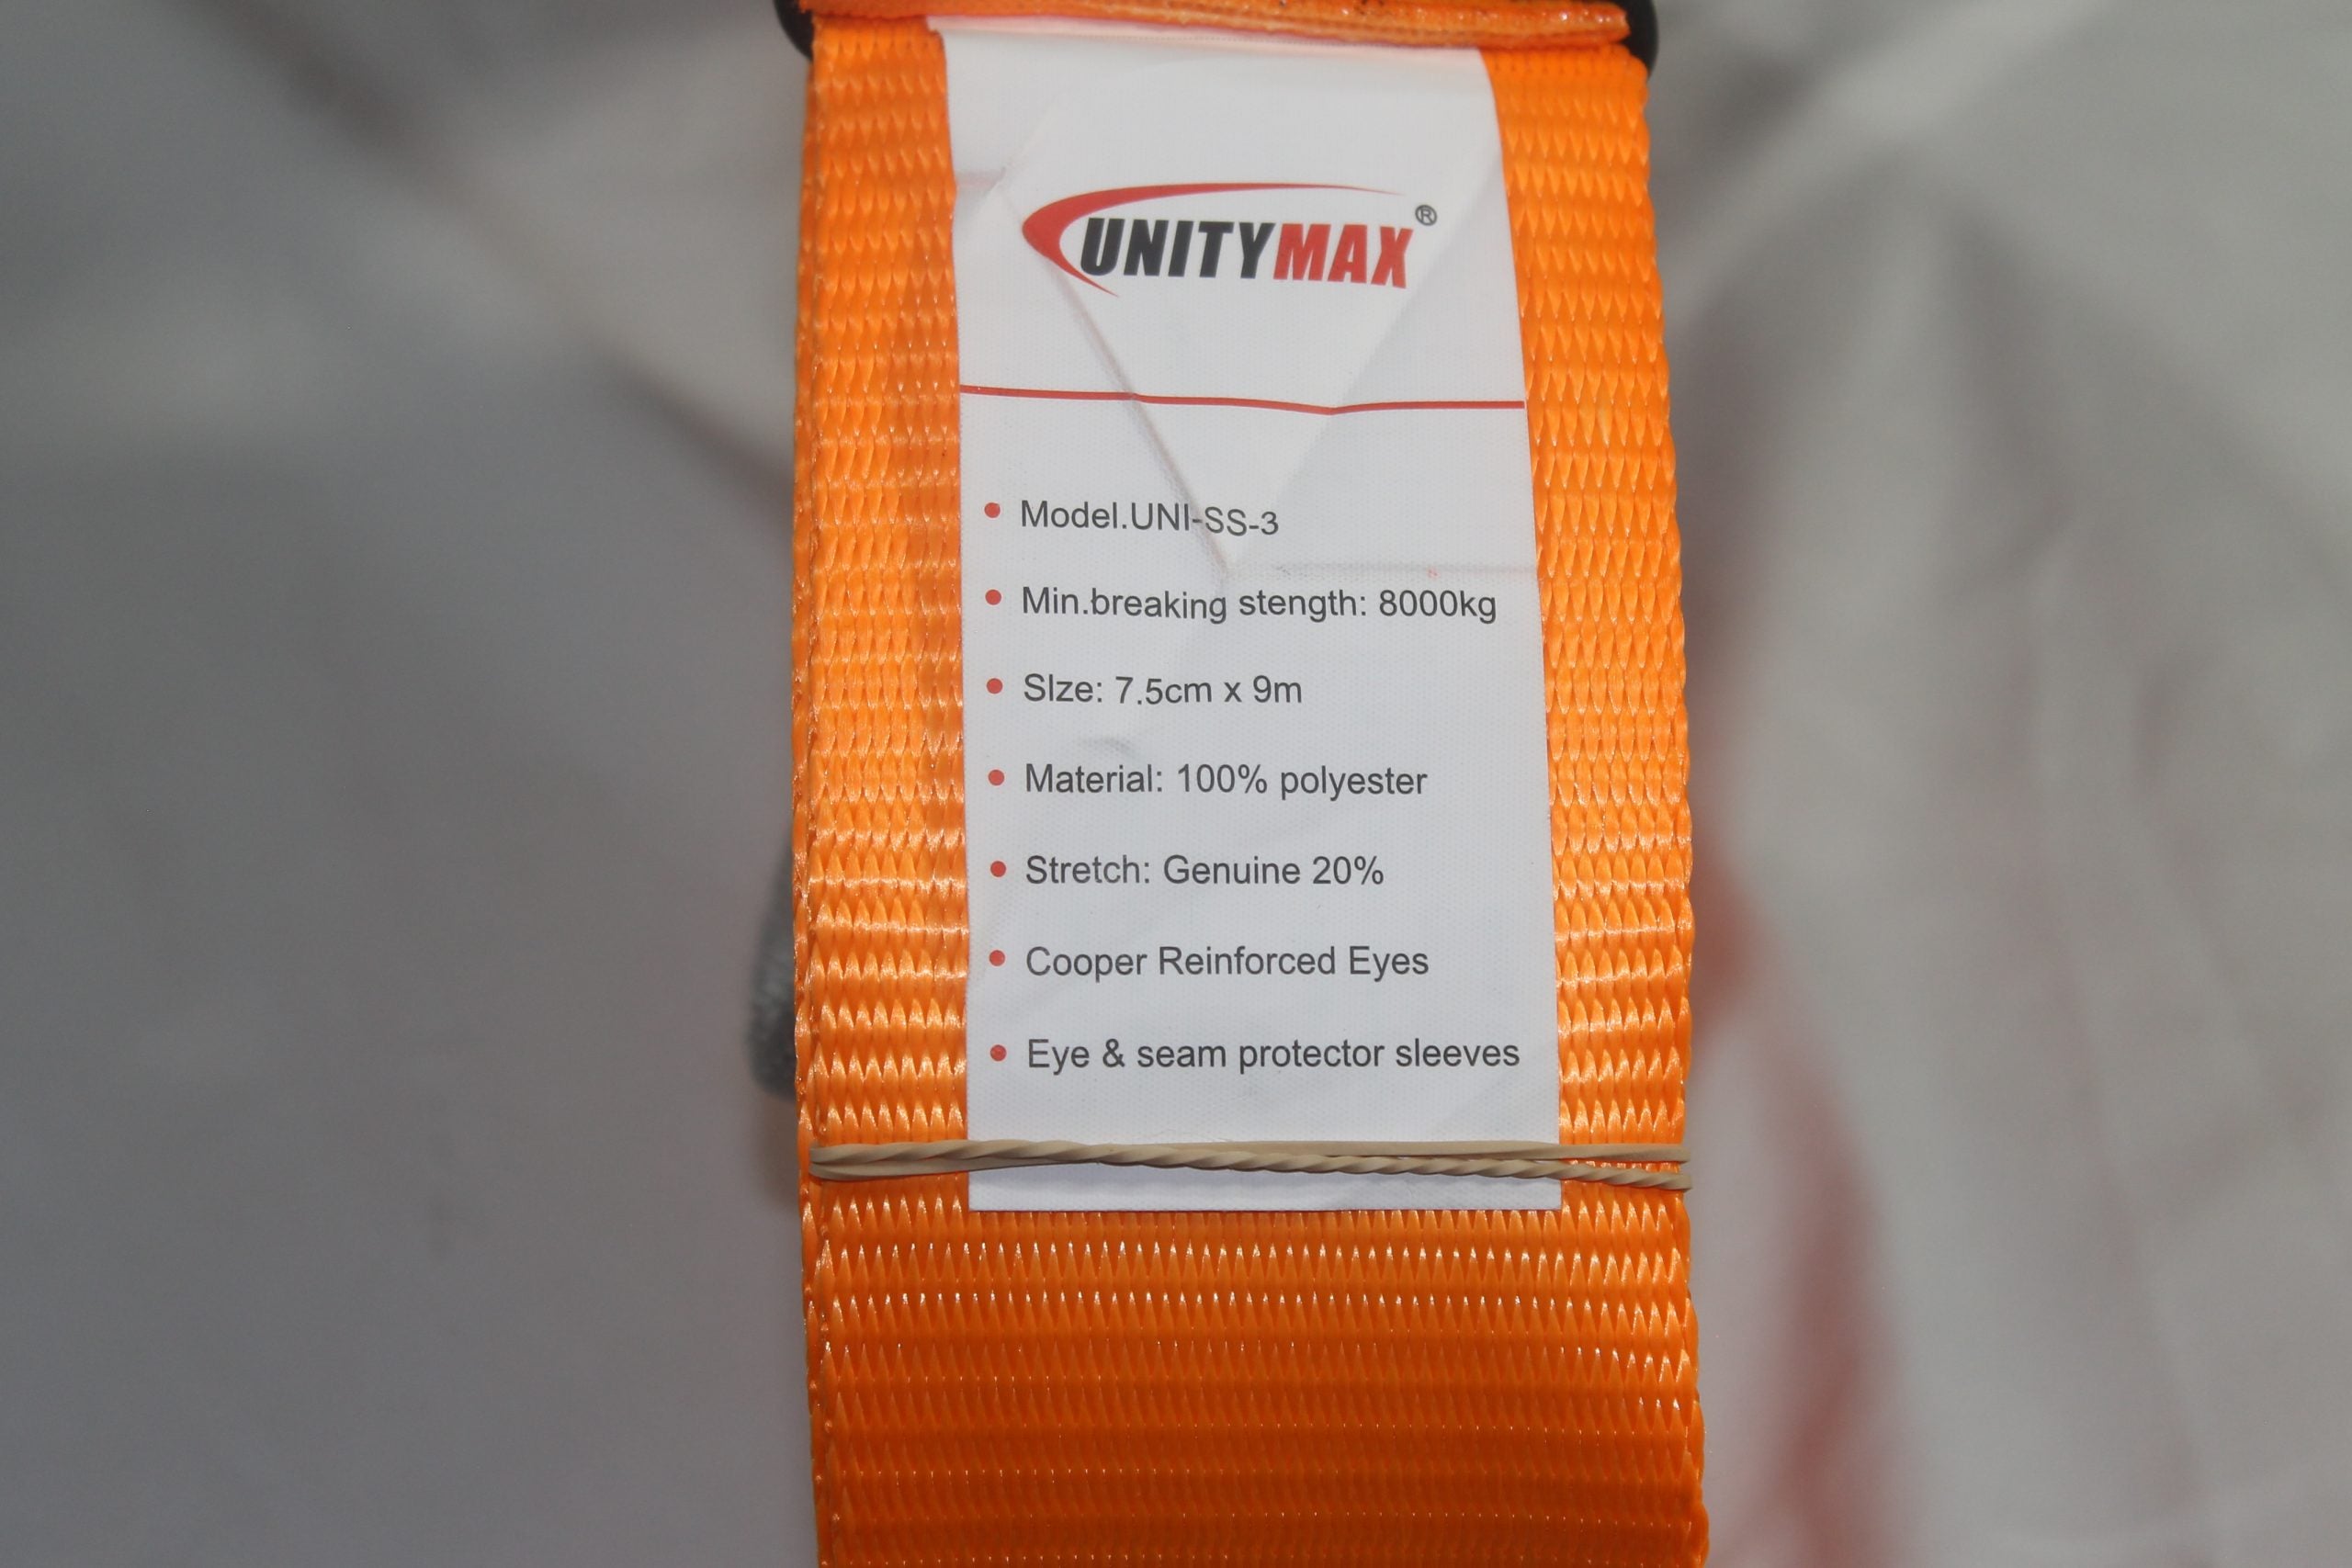 UNITYMAX®
• Model.UNI-SS-3
• Min.breaking stength: 8000kg
• SIze: 7.5cm x 9m
• Material: 100% polyester
• Stretch: Genuine 20%
• Cooper Reinforced Eyes
• Eye & seam protector sleeves